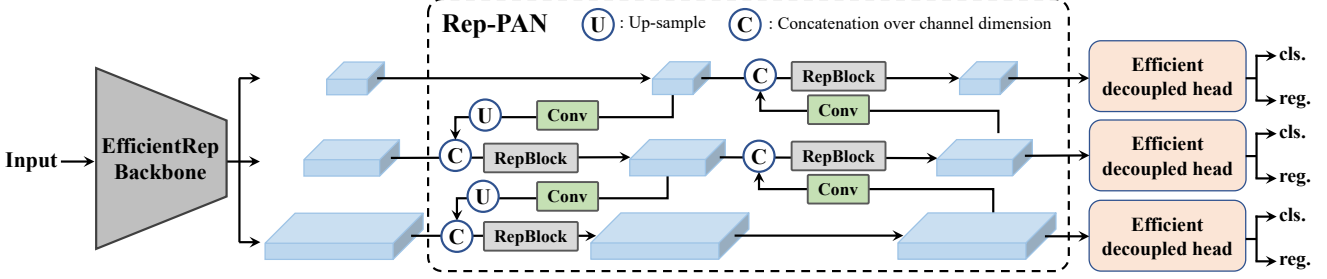 Rep-PAN
U : Up-sample
C : Concatenation over channel dimension
Input
EfficientRep
Backbone
C
RepBlock
Conv
U
Conv
C
RepBlock
C
RepBlock
U
Conv
Conv
C
RepBlock
Efficient
decoupled head
cls.
reg.
Efficient
decoupled head
cls.
reg.
Efficient
decoupled head
cls.
reg.